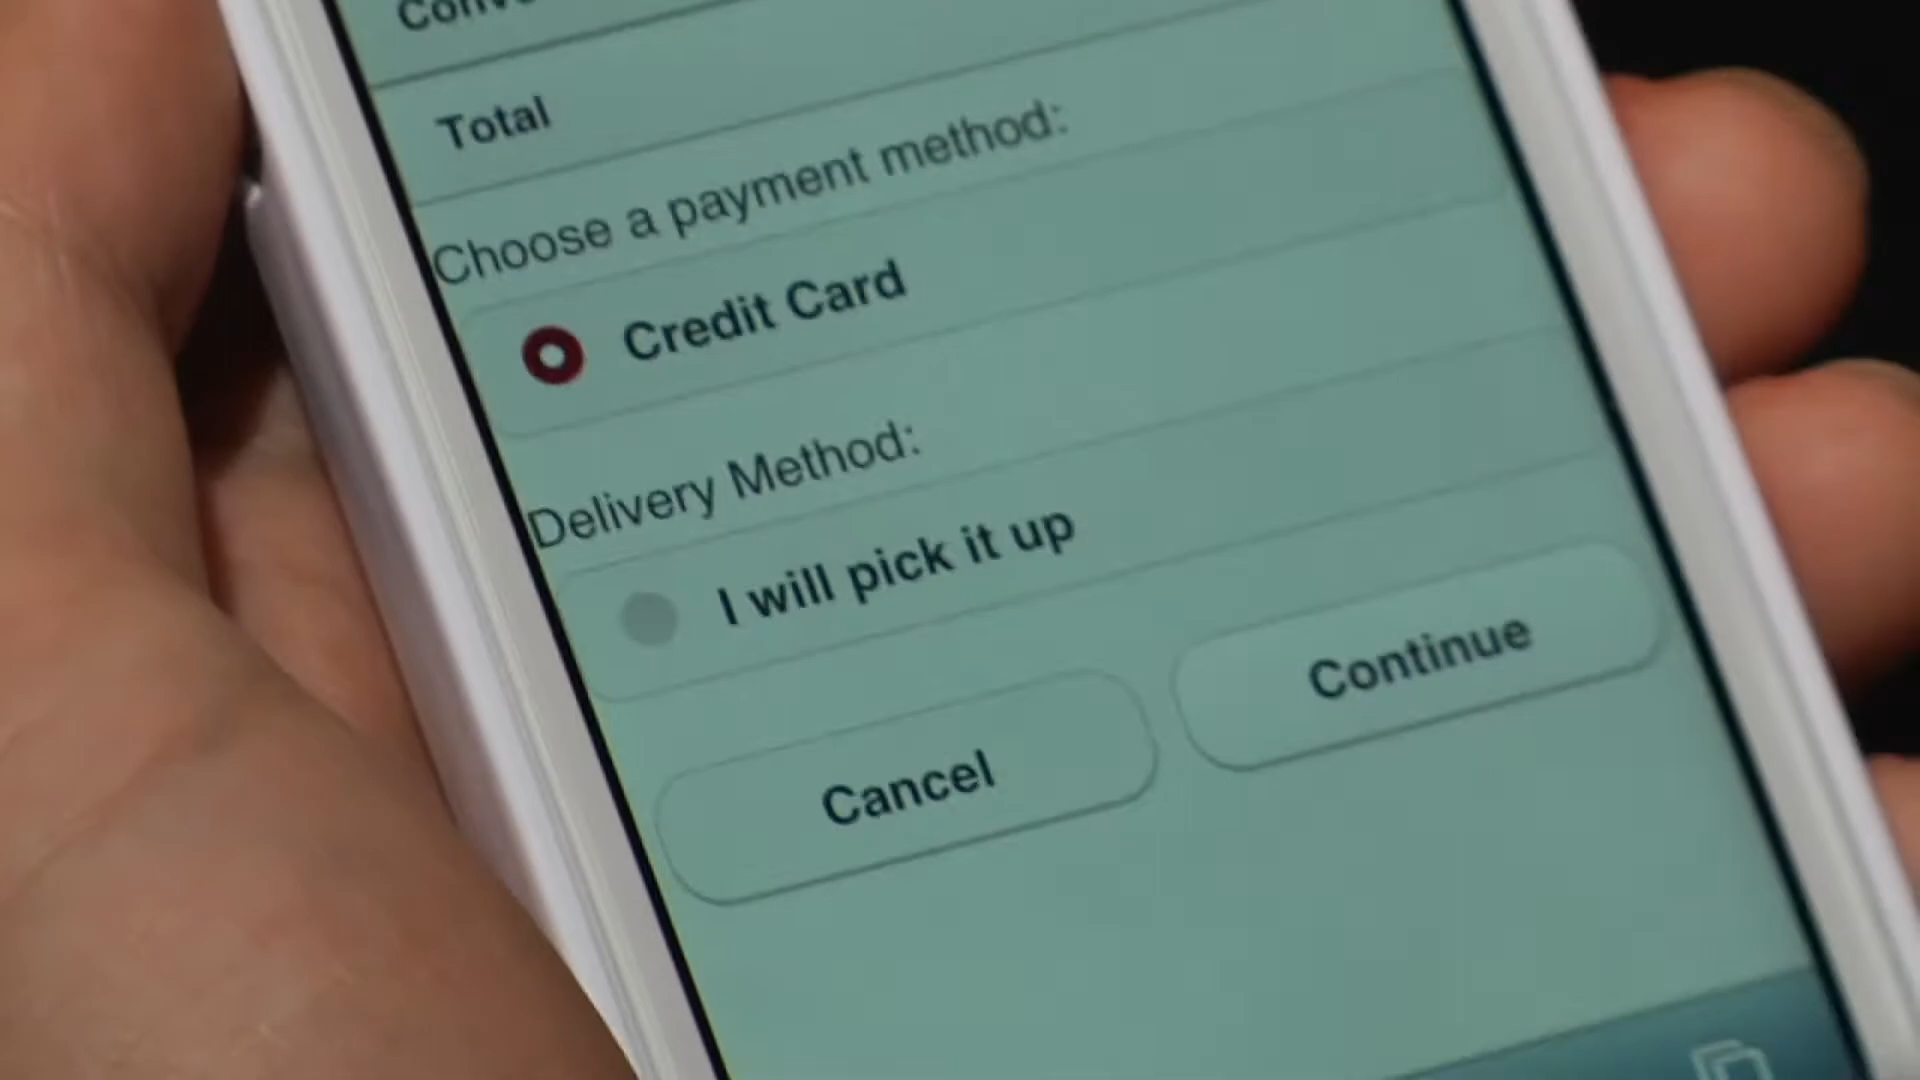 Total
Choose a payment method:
Credit Card
Delivery Method:
I will pick it up
Cancel
Continue